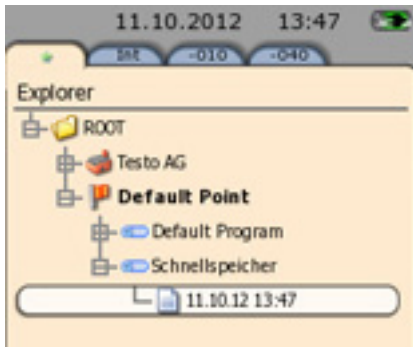 11.10.2012 13:47
Int -010 -040
Explorer
ROOT
Testo AG
Default Point
Default Program
Schnellspeicher
11.10.12 13:47